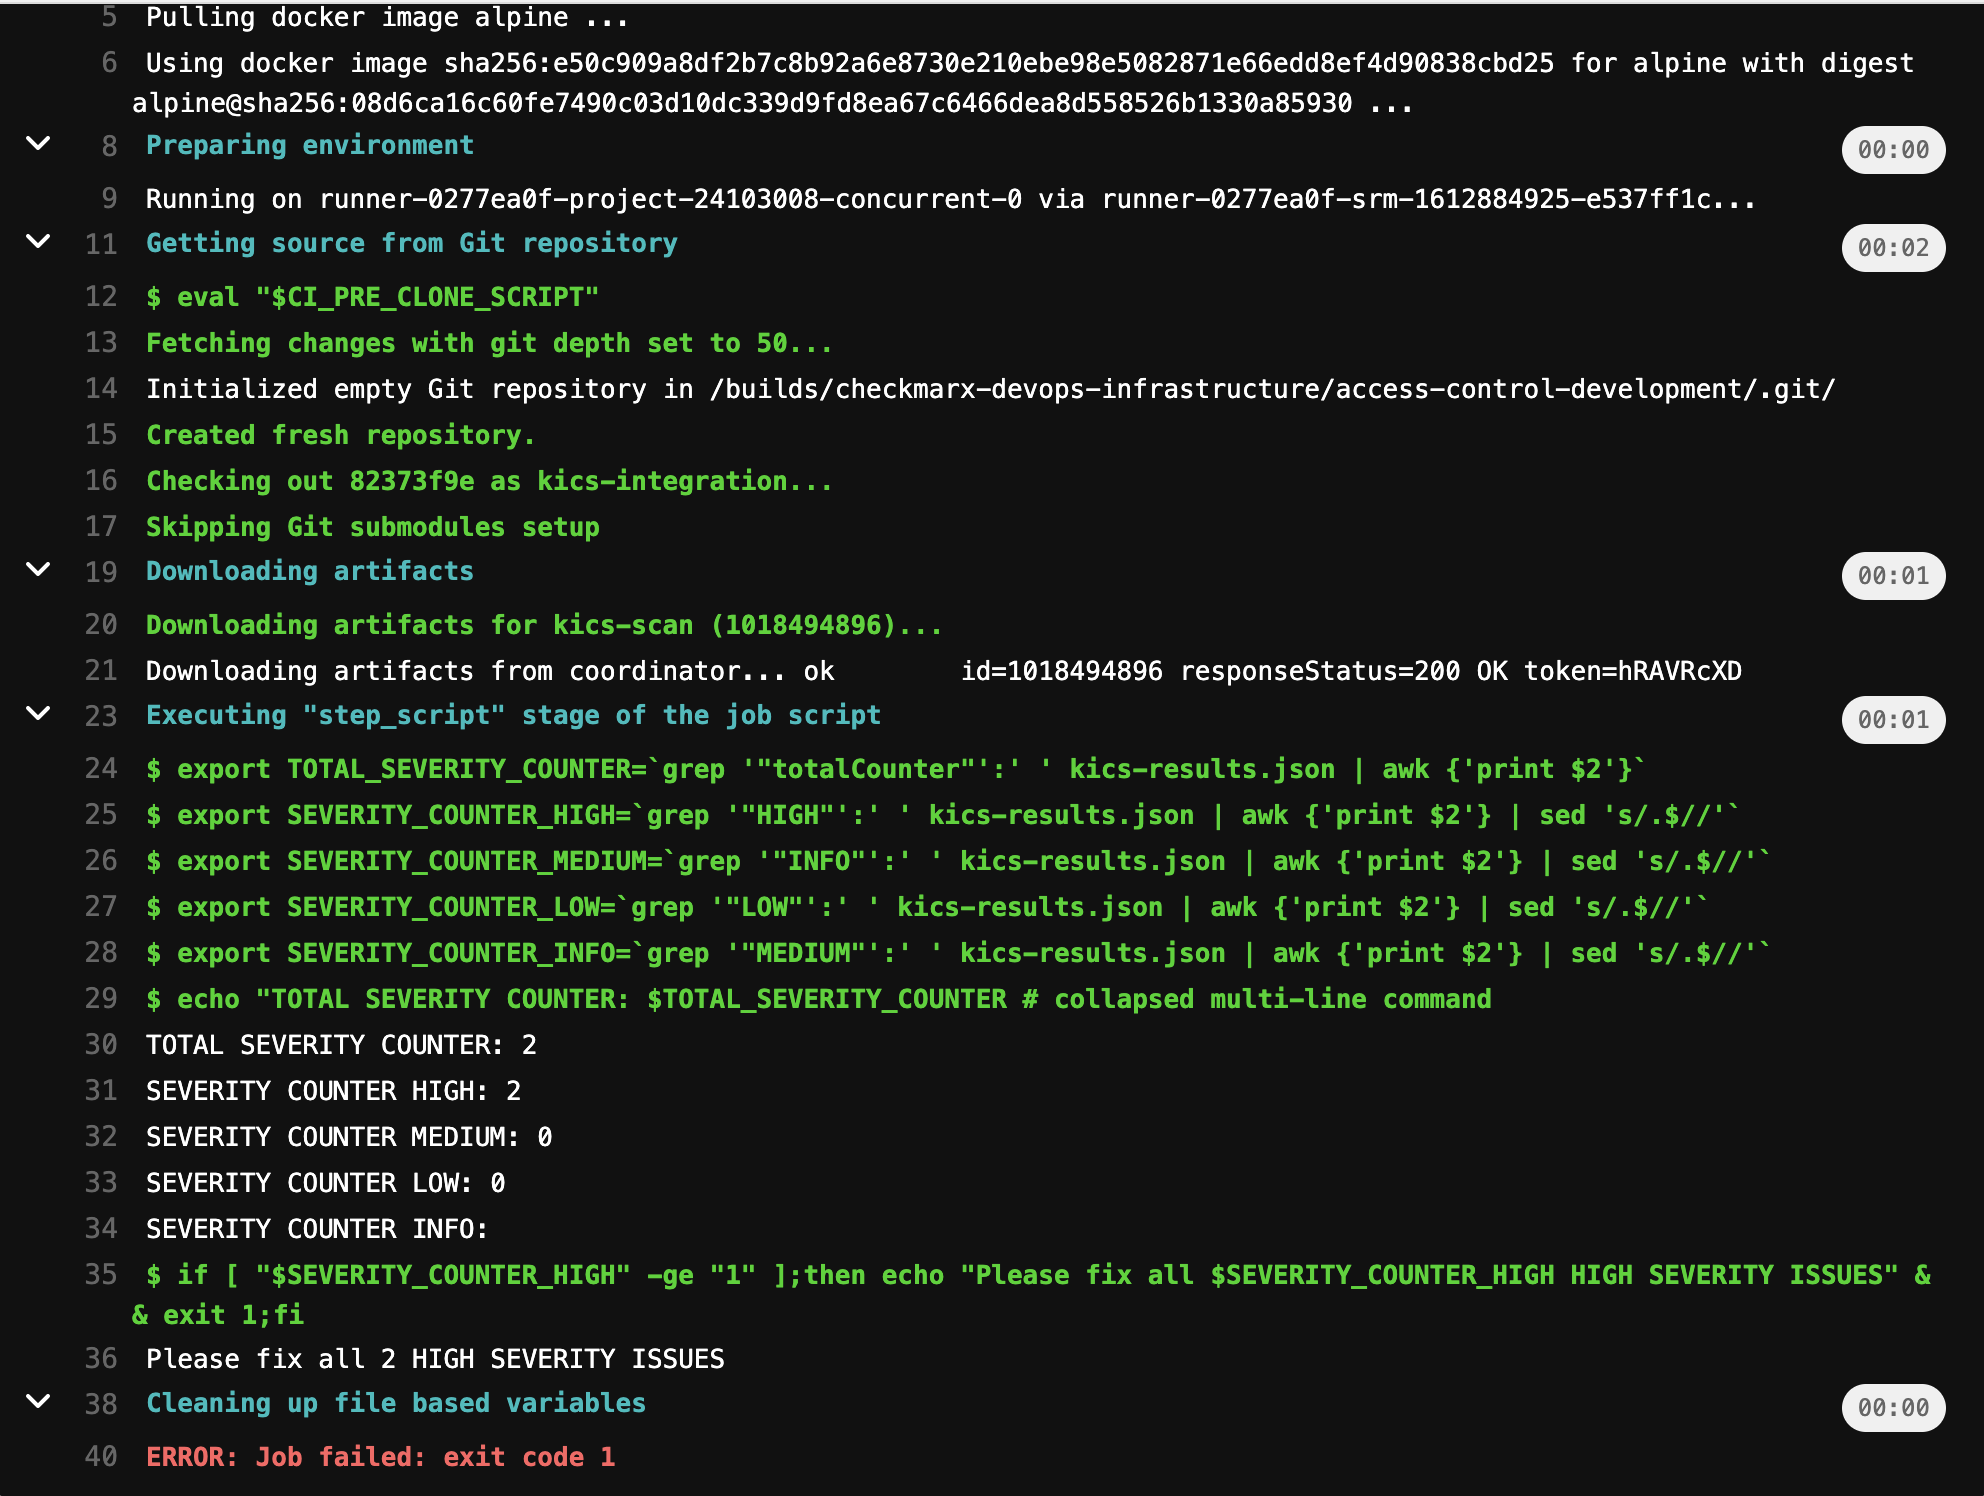 5 Pulling docker image alpine ...
6 Using docker image sha256:e50c909a8df2b7c8b92a6e8730e210ebe98e5082871e66edd8ef4d90838cbd25 for alpine with digest
alpine@sha256:08d6ca16c60fe7490c03d10dc339d9fd8ea67c6466dea8d558526b1330a85930 ...
8 Preparing environment 00:00
9 Running on runner-0277ea0f-project-24103008-concurrent-0 via runner-0277ea0f-srm-1612884925-e537ff1c...
11 Getting source from Git repository 00:02
12 $ eval "$CI_PRE_CLONE_SCRIPT"
13 Fetching changes with git depth set to 50...
14 Initialized empty Git repository in /builds/checkmarx-devops-infrastructure/access-control-development/.git/
15 Created fresh repository.
16 Checking out 82373f9e as kics-integration...
17 Skipping Git submodules setup
19 Downloading artifacts 00:01
20 Downloading artifacts for kics-scan (1018494896)...
21 Downloading artifacts from coordinator... ok        id=1018494896 responseStatus=200 OK token=hRAVRcXD
23 Executing "step_script" stage of the job script 00:01
24 $ export TOTAL_SEVERITY_COUNTER=`grep '"totalCounter"':' ' kics-results.json | awk {'print $2'}`
25 $ export SEVERITY_COUNTER_HIGH=`grep '"HIGH"':' ' kics-results.json | awk {'print $2'} | sed 's/.$//'`
26 $ export SEVERITY_COUNTER_MEDIUM=`grep '"INFO"':' ' kics-results.json | awk {'print $2'} | sed 's/.$//'`
27 $ export SEVERITY_COUNTER_LOW=`grep '"LOW"':' ' kics-results.json | awk {'print $2'} | sed 's/.$//'`
28 $ export SEVERITY_COUNTER_INFO=`grep '"MEDIUM"':' ' kics-results.json | awk {'print $2'} | sed 's/.$//'`
29 $ echo "TOTAL SEVERITY COUNTER: $TOTAL_SEVERITY_COUNTER # collapsed multi-line command
30 TOTAL SEVERITY COUNTER: 2
31 SEVERITY COUNTER HIGH: 2
32 SEVERITY COUNTER MEDIUM: 0
33 SEVERITY COUNTER LOW: 0
34 SEVERITY COUNTER INFO:
35 $ if [ "$SEVERITY_COUNTER_HIGH" -ge "1" ];then echo "Please fix all $SEVERITY_COUNTER_HIGH HIGH SEVERITY ISSUES" &
& exit 1;fi
36 Please fix all 2 HIGH SEVERITY ISSUES
38 Cleaning up file based variables 00:00
40 ERROR: Job failed: exit code 1